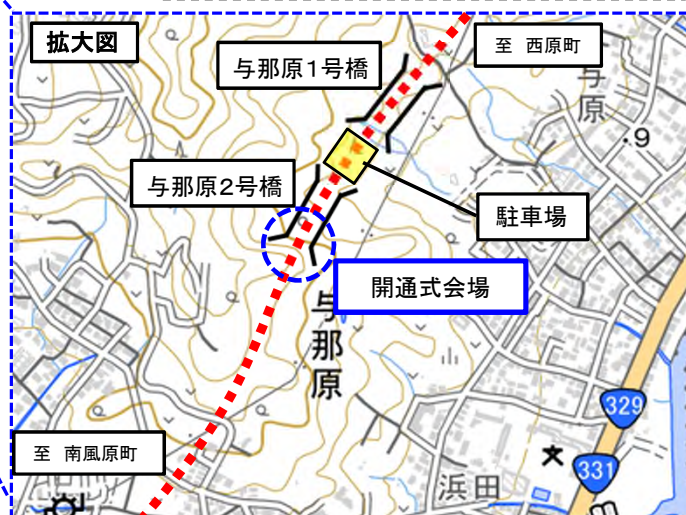 拡大図
至 西原町
与那原1号橋
与原
9
与那原2号橋
駐車場
開通式会場
与那原
329
至 南風原町
331
浜田